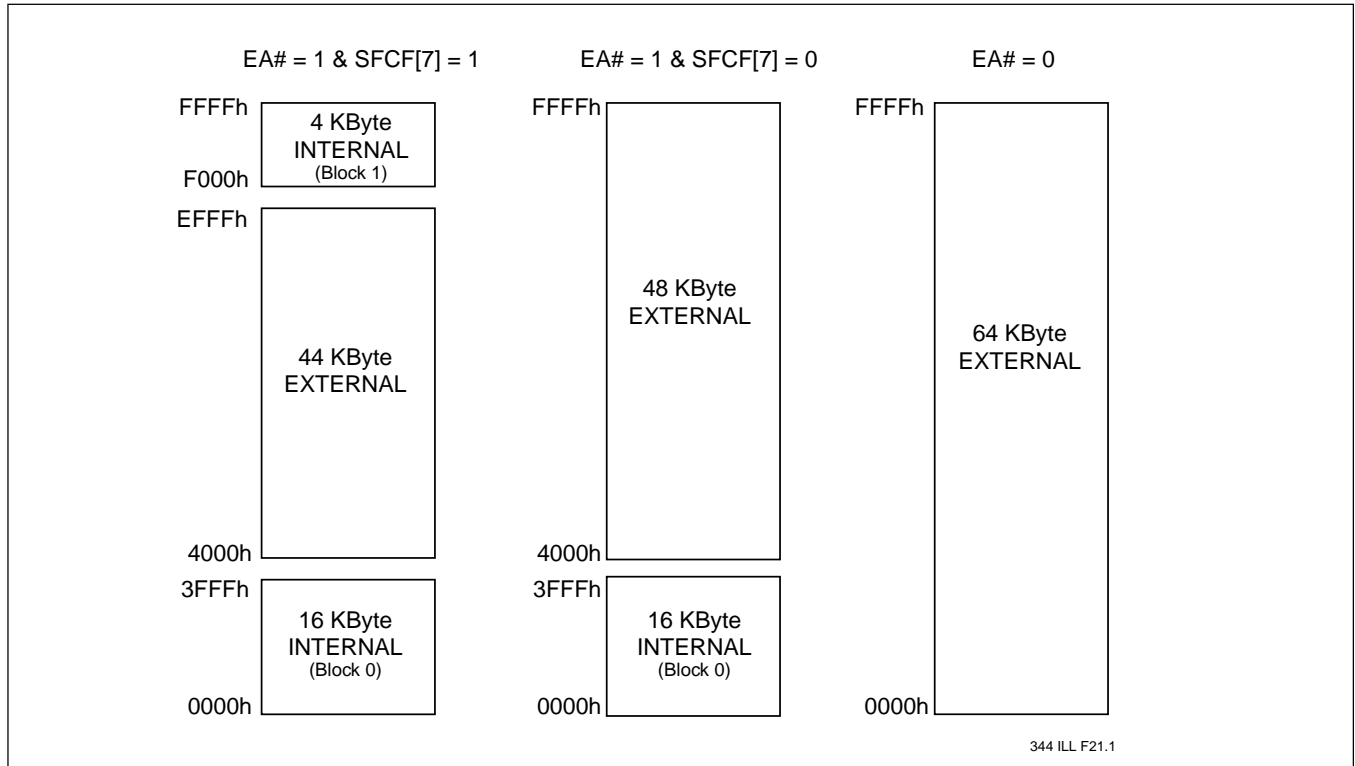 EA# = 1 & SFCF[7] = 1
FFFFh
4 KByte
INTERNAL
(Block 1)
F000h
EFFFh
44 KByte
EXTERNAL
4000h
3FFFh
16 KByte
INTERNAL
(Block 0)
0000h
EA# = 1 & SFCF[7] = 0
FFFFh
48 KByte
EXTERNAL
4000h
3FFFh
16 KByte
INTERNAL
(Block 0)
0000h
EA# = 0
FFFFh
64 KByte
EXTERNAL
0000h
344 ILL F21.1